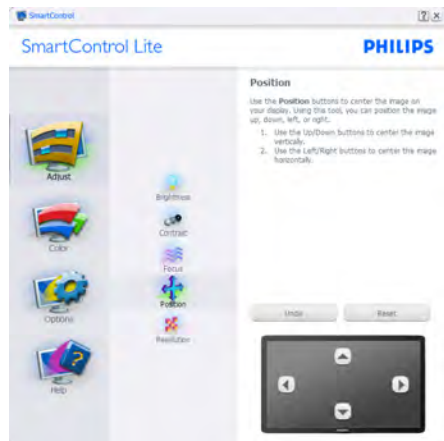 SmartControl
SmartControl Lite
PHILIPS
Adjust
Color
Options
Help
Brightness
Contrast
Focus
Position
Resolution
Position
Use the Position buttons to center the image on
your display. Using this tool, you can position the image
up, down, left, or right.
1. Use the Up/Down buttons to center the image
vertically.
2. Use the Left/Right buttons to center the image
horizontally.
Undo
Reset